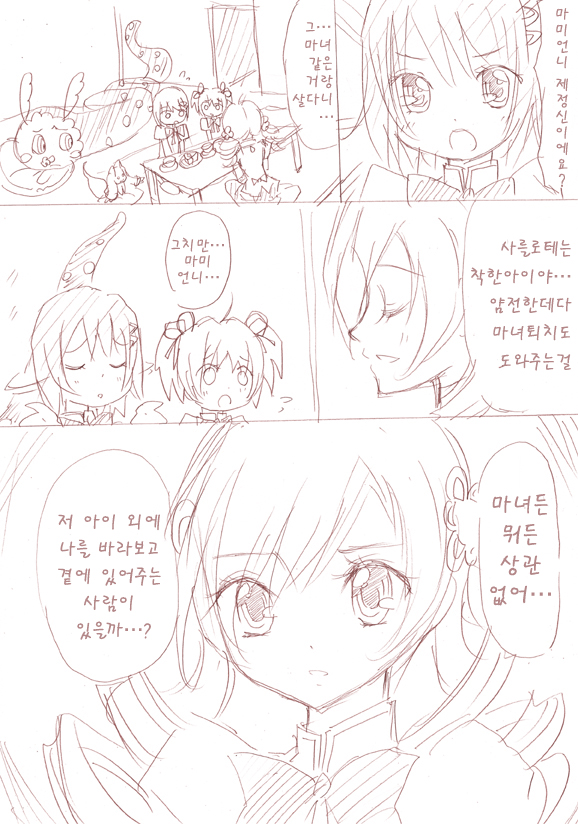 마미언니 제정신이에요?
그…
마녀
같은
거랑
살다니
…
사를로테는
착한아이야…
얌전한데다
마녀퇴치도
도와주는걸
그치만…
마미
언니…
마녀든
뭐든
상관
없어…
저 아이 외에
나를 바라보고
곁에 있어주는
사람이
있을까…?